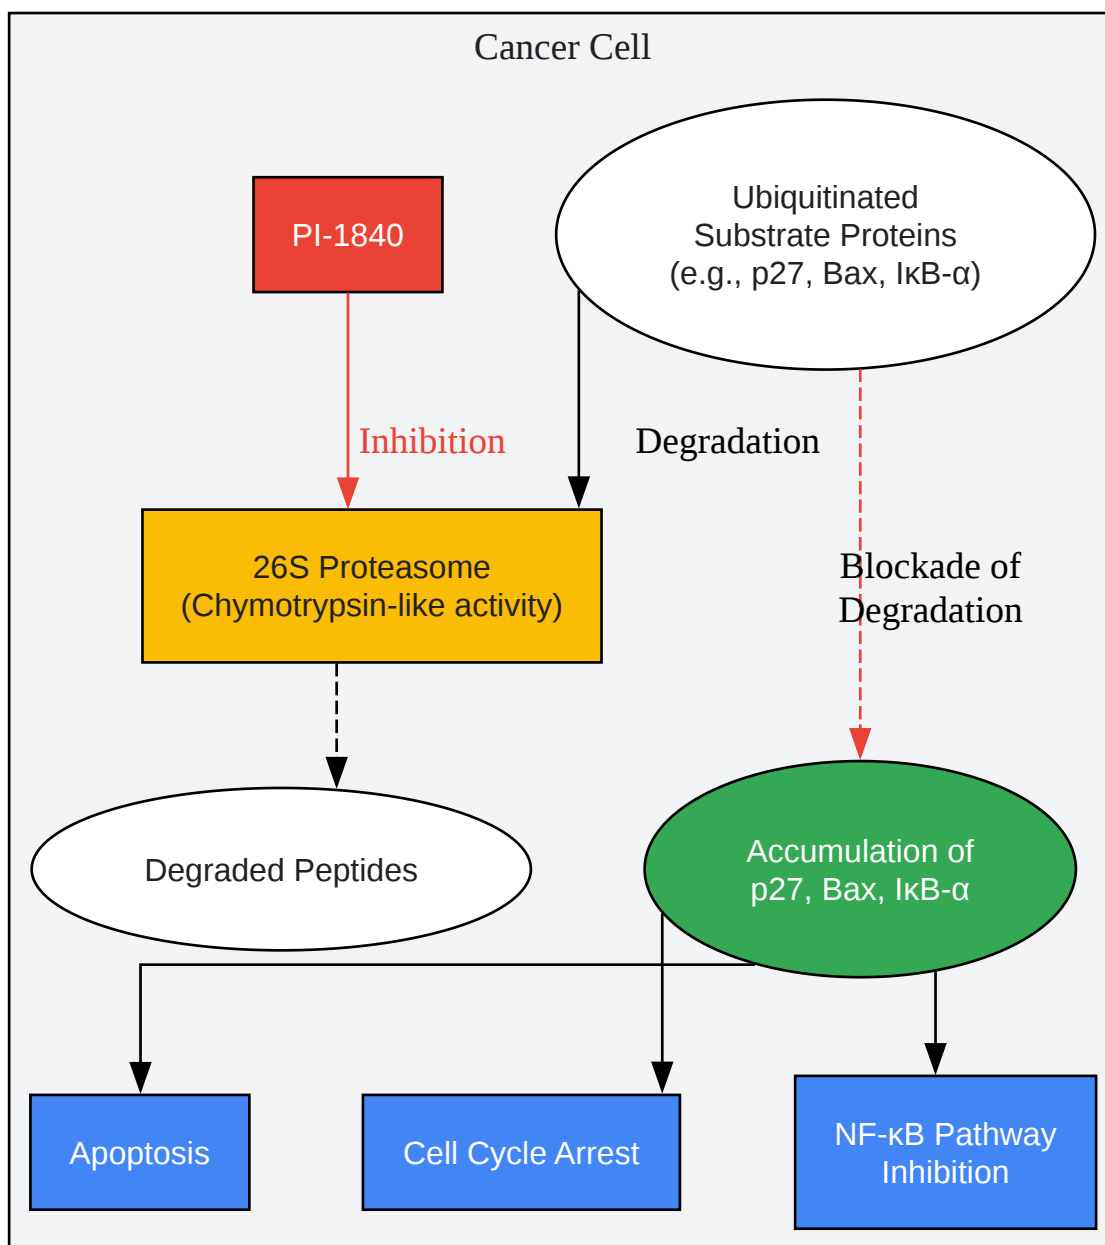 Cancer Cell
PI-1840
Ubiquitinated
Substrate Proteins
(e.g., p27, Bax, IκB-α)
Inhibition
Degradation
26S Proteasome
(Chymotrypsin-like activity)
Blockade of
Degradation
Degraded Peptides
Accumulation of
p27, Bax, IκB-α
Apoptosis
Cell Cycle Arrest
NF-κB Pathway
Inhibition